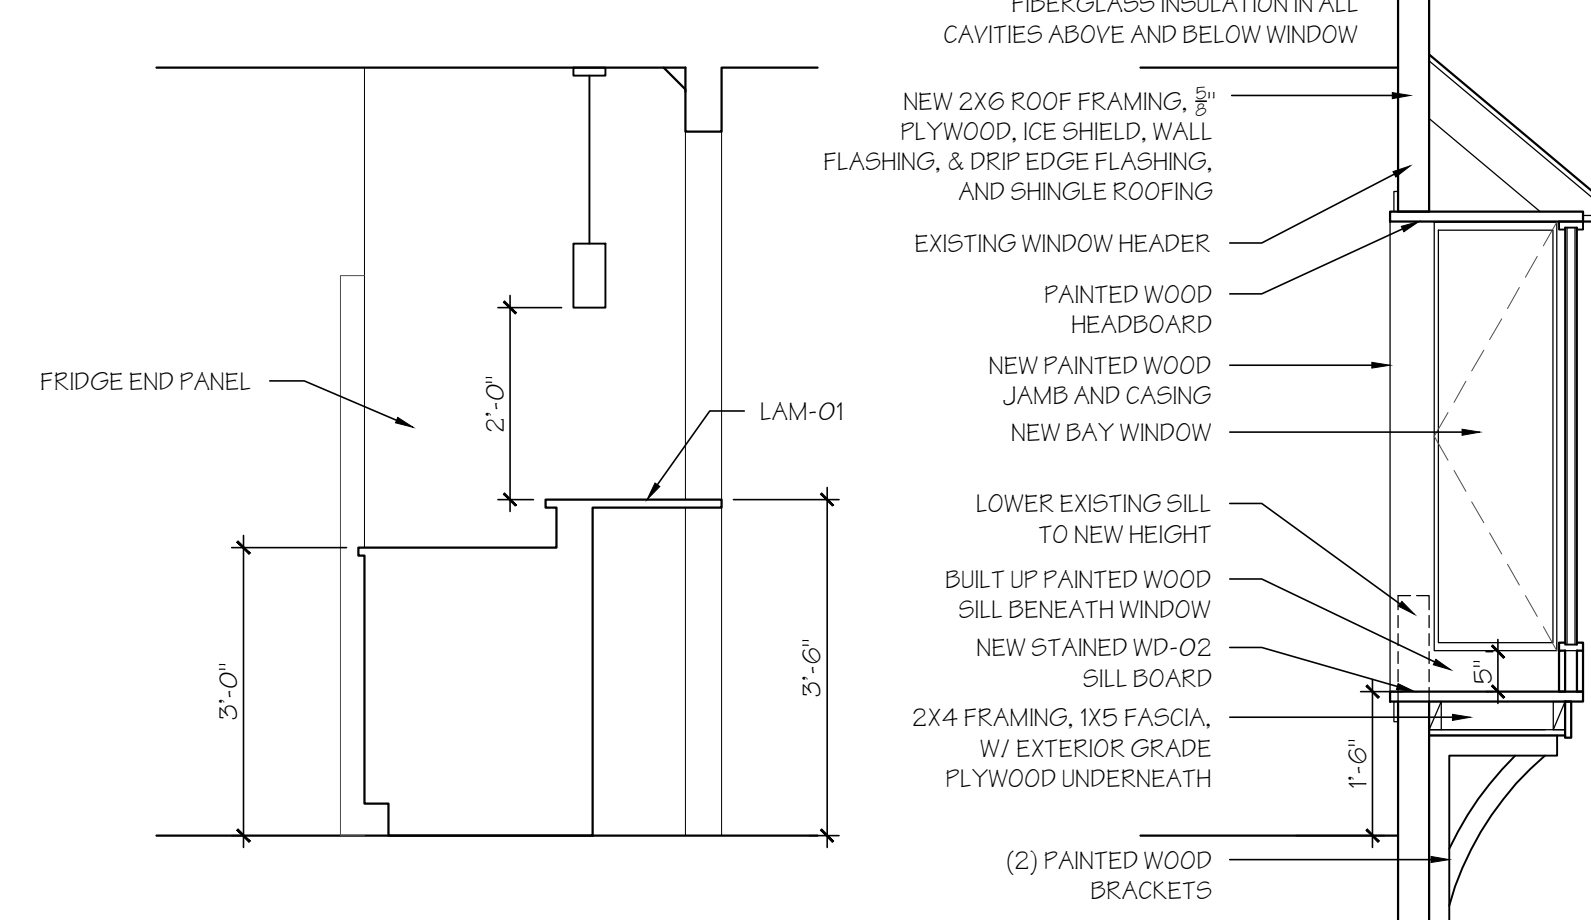 FRIDGE END PANEL
2'-0"
LAM-01
3'-0"
3'-6"
FIBERGLASS INSULATION IN ALL
CAVITIES ABOVE AND BELOW WINDOW
NEW 2X6 ROOF FRAMING, 5/8"
PLYWOOD, ICE SHIELD, WALL
FLASHING, & DRIP EDGE FLASHING,
AND SHINGLE ROOFING
EXISTING WINDOW HEADER
PAINTED WOOD
HEADBOARD
NEW PAINTED WOOD
JAMB AND CASING
NEW BAY WINDOW
LOWER EXISTING SILL
TO NEW HEIGHT
BUILT UP PAINTED WOOD
SILL BENEATH WINDOW
NEW STAINED WD-02
SILL BOARD
5"
2X4 FRAMING, 1X5 FASCIA,
W/ EXTERIOR GRADE
PLYWOOD UNDERNEATH
1'-6"
(2) PAINTED WOOD
BRACKETS